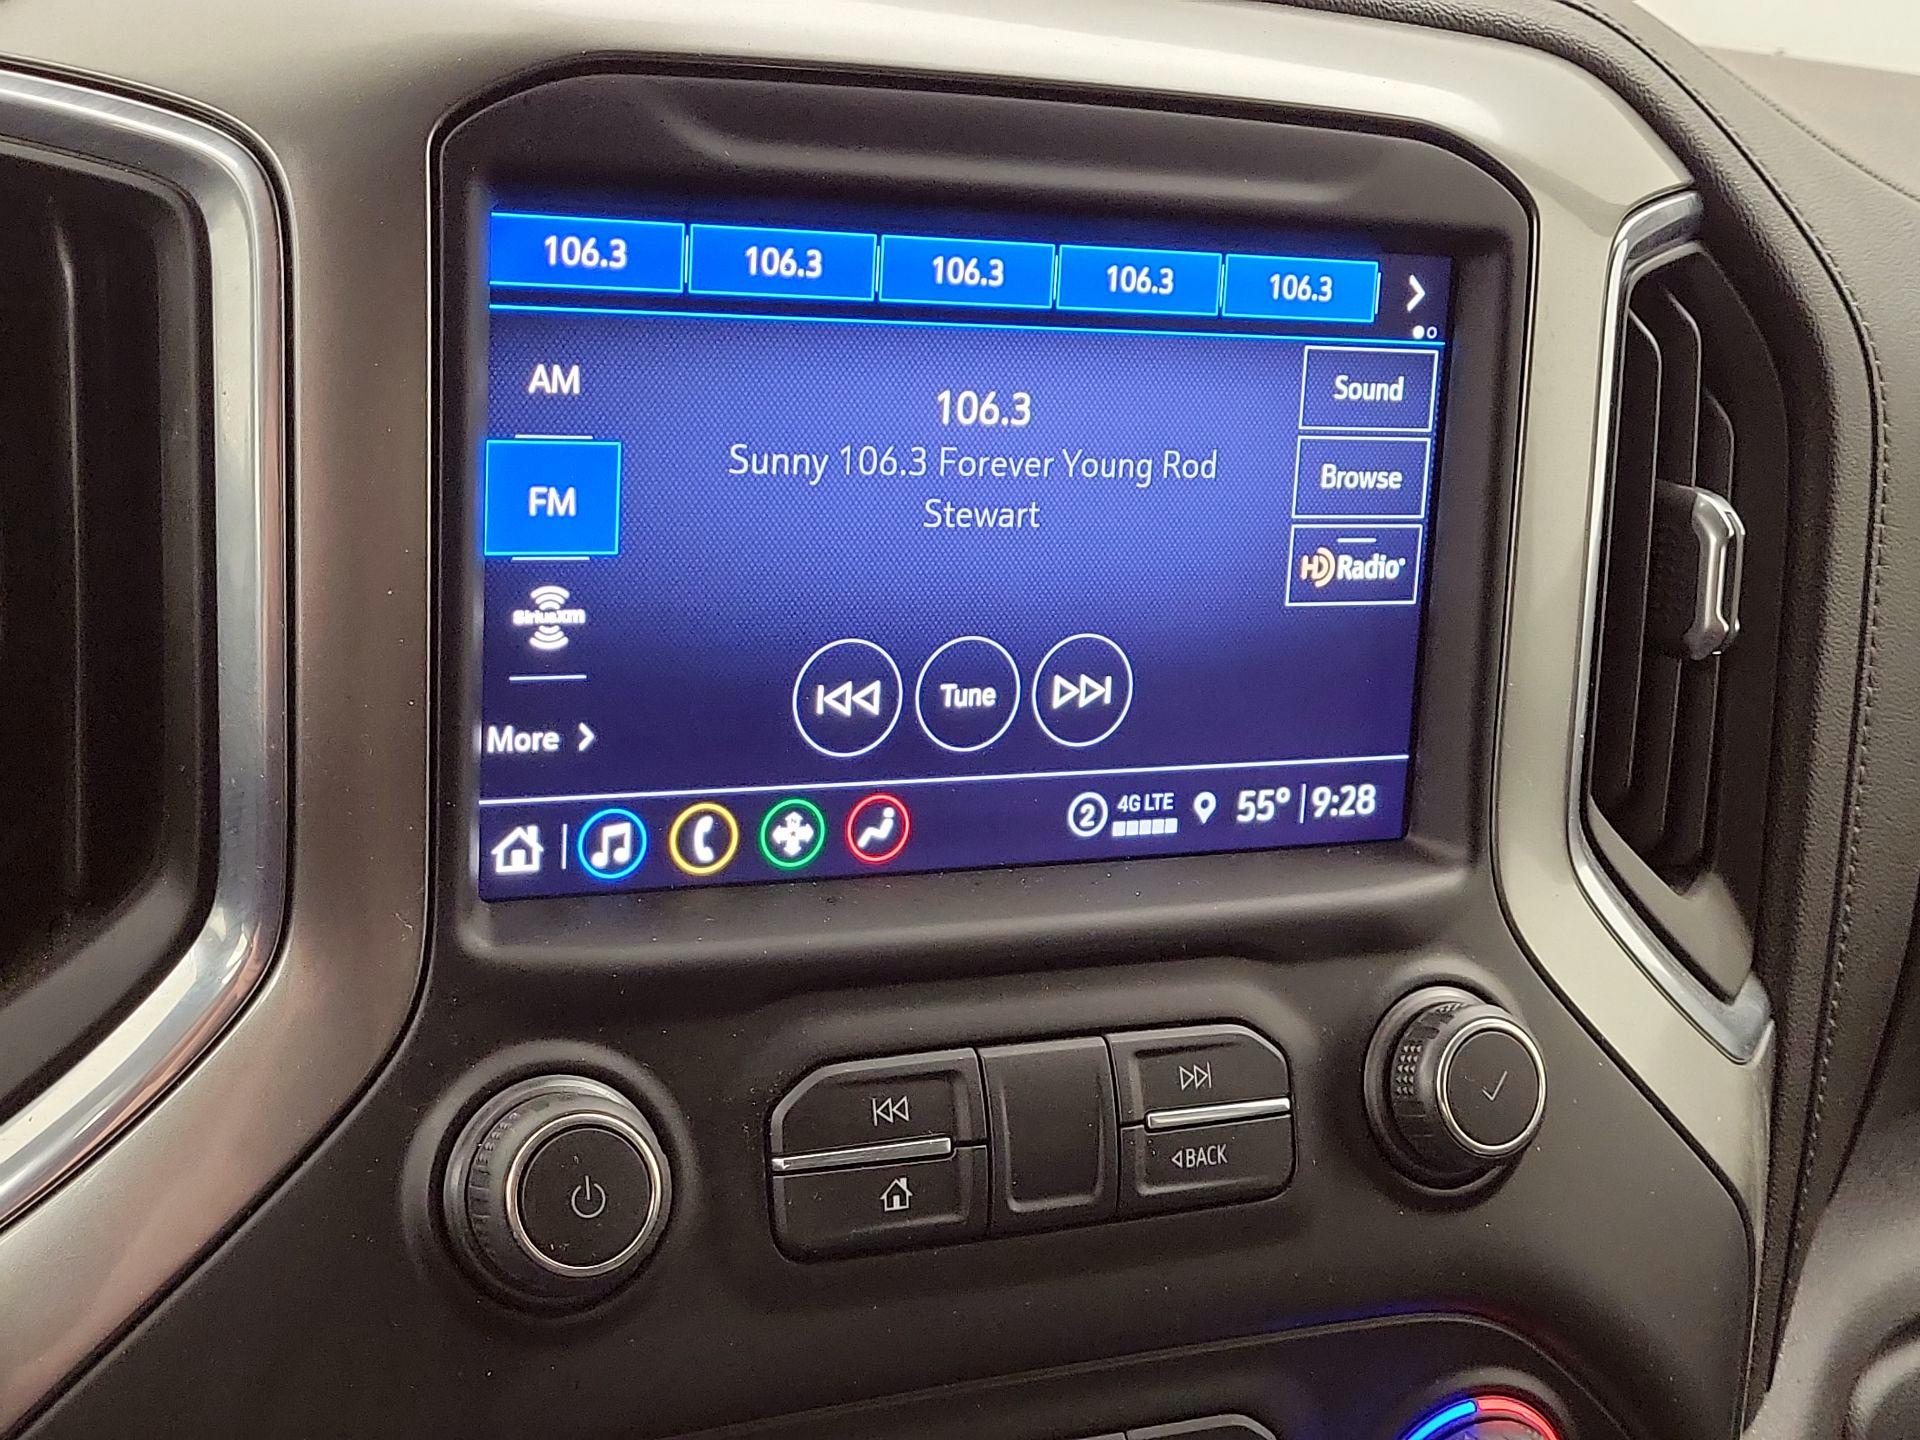 106.3 106.3 106.3 106.3 106.3
AM
106.3
Sound
Sunny 106.3 Forever Young Rod
Stewart
Browse
FM
HD Radio®
SiriusXM
Tune
More
2 4G LTE 55° 9:28
N
BACK